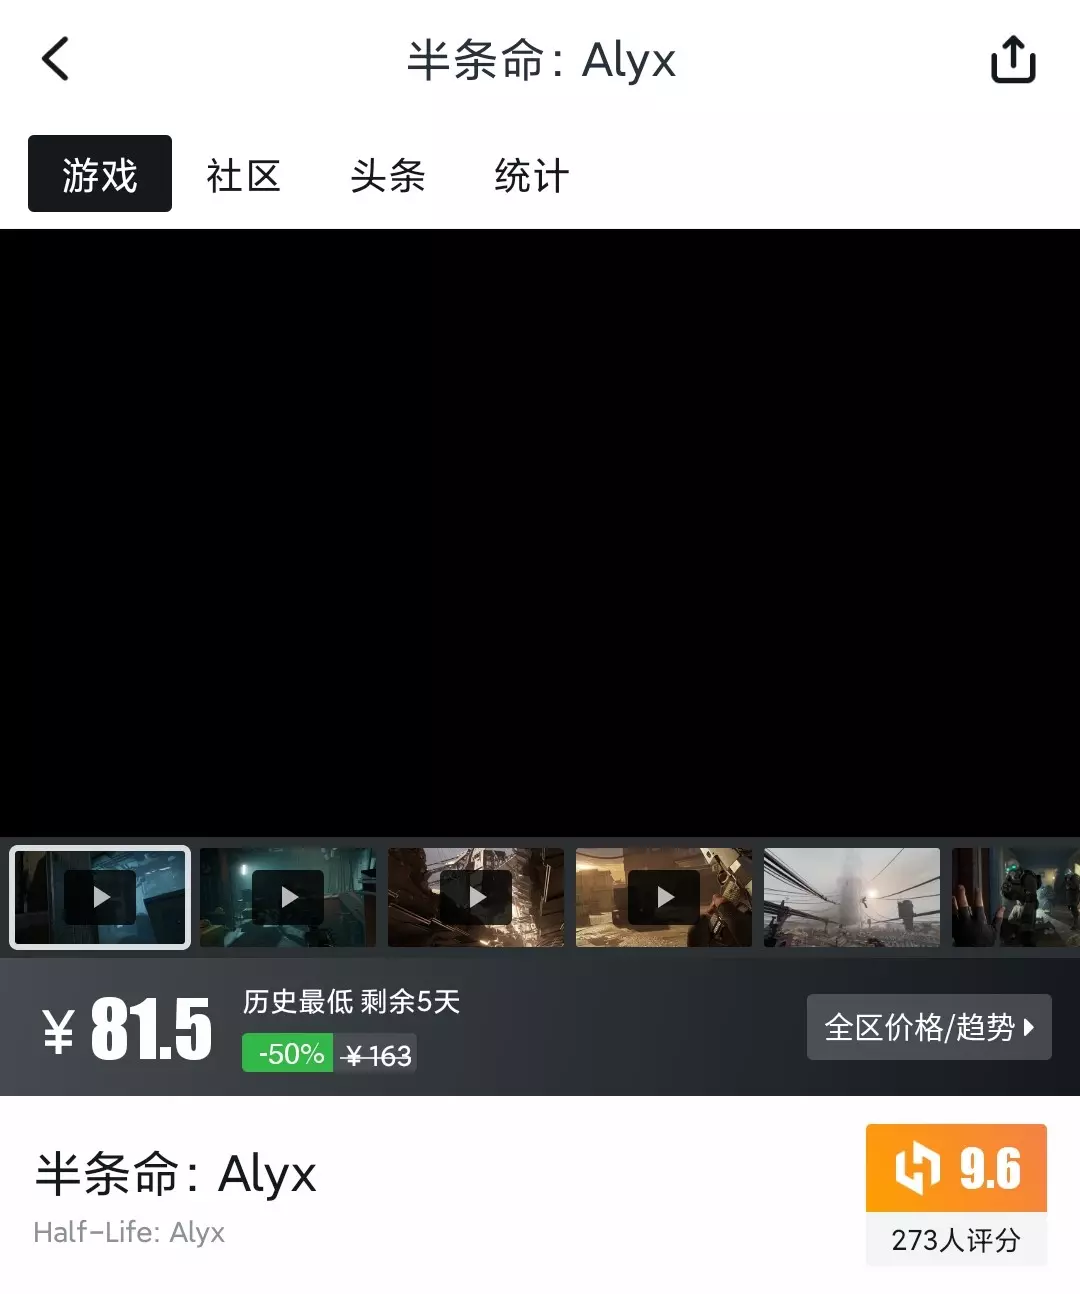 半条命：Alyx
游戏 社区 头条 统计
¥ 81.5
历史最低 剩余5天
-50% ¥ 163
全区价格/趋势
半条命：Alyx
Half-Life: Alyx
9.6
273人评分